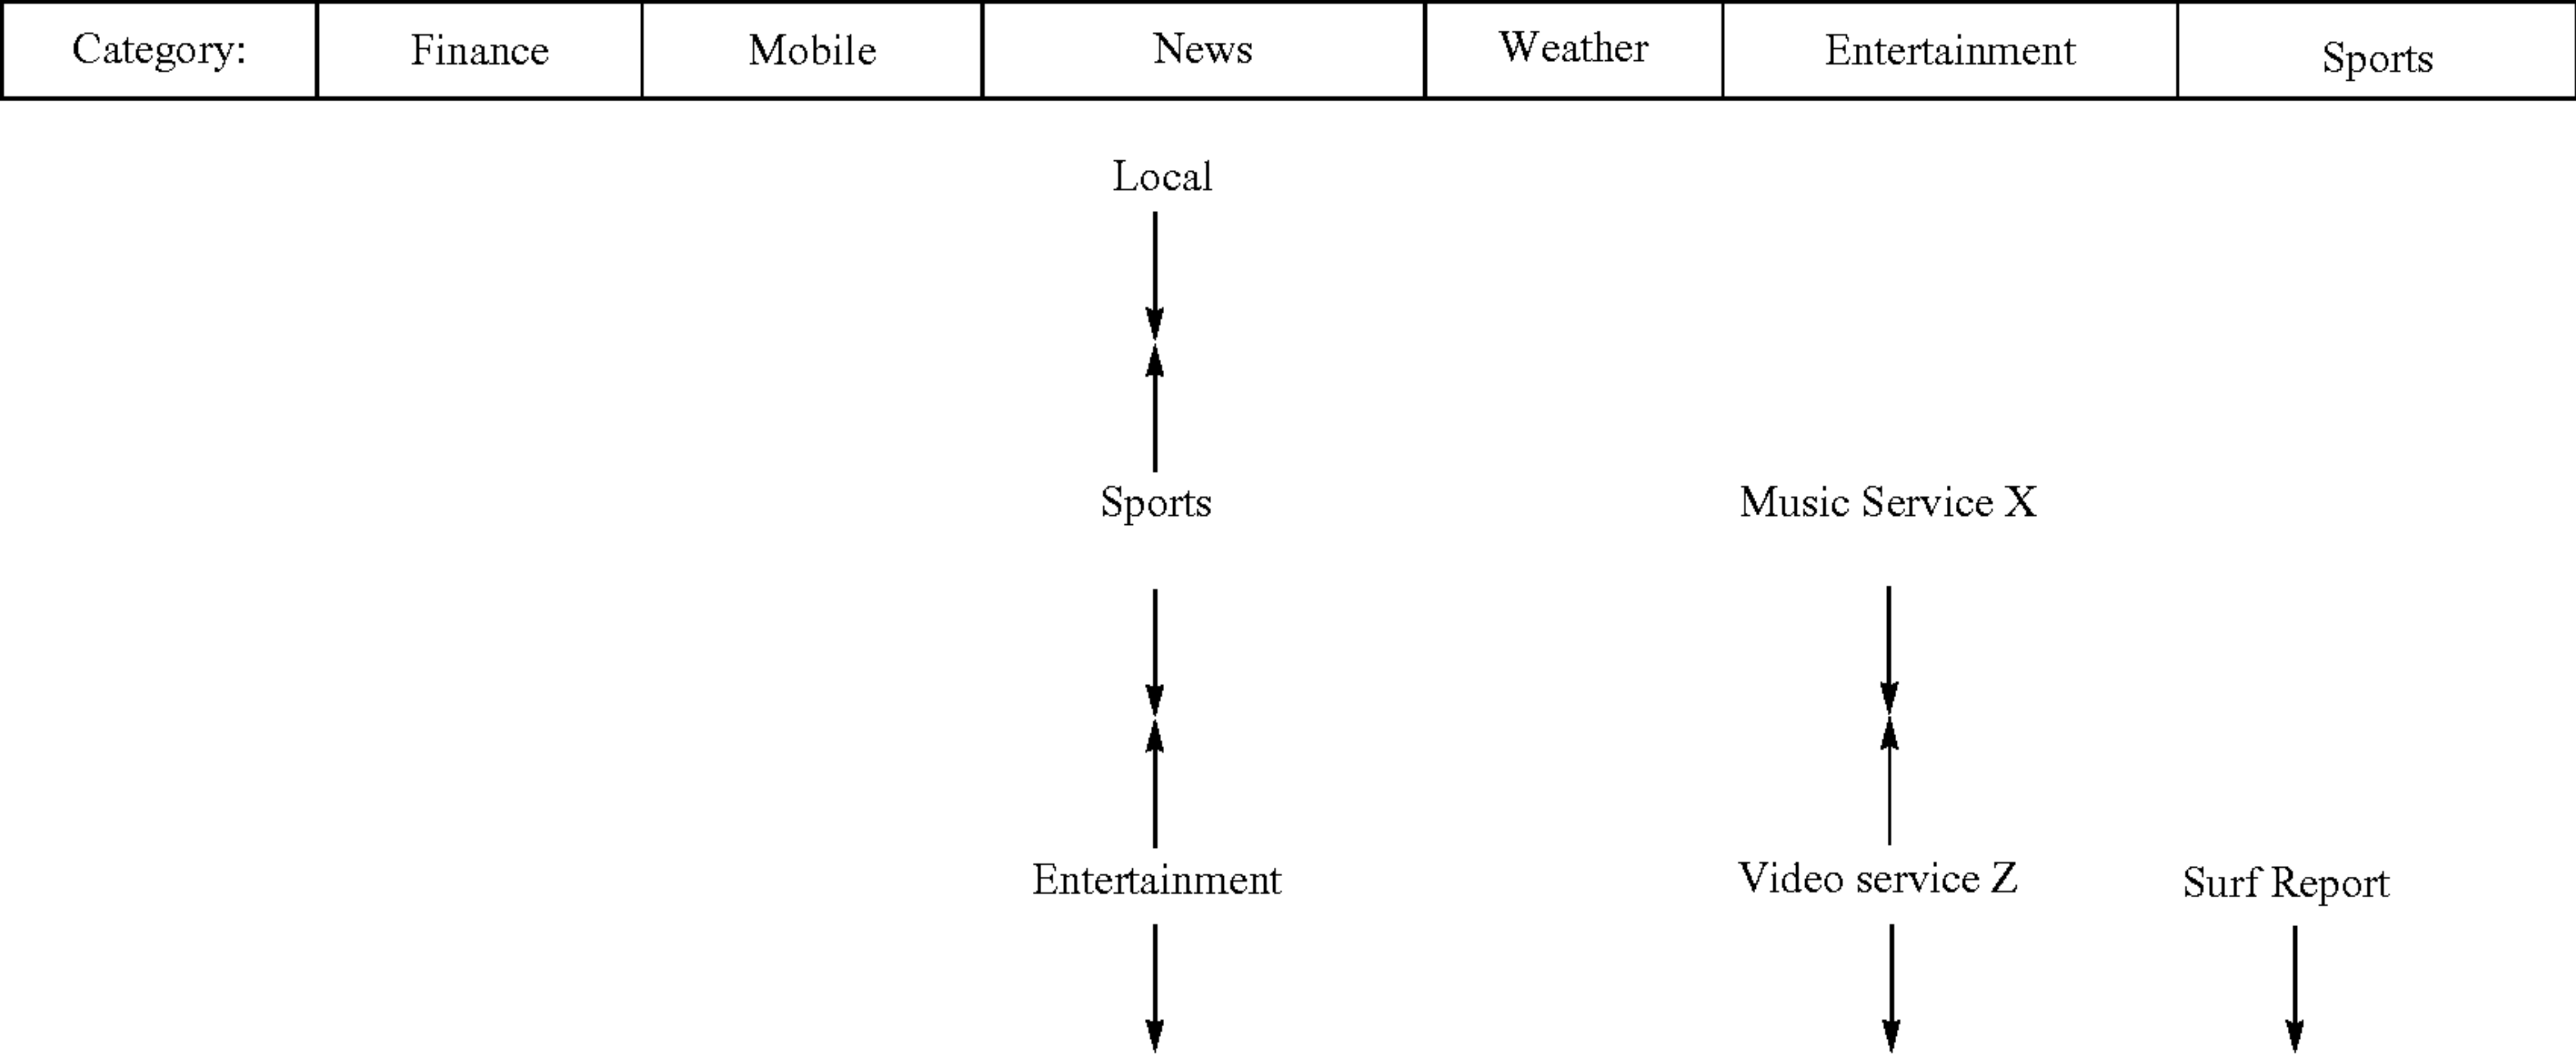 Category: Finance Mobile News Weather Entertainment Sports
Local
Sports Music Service X
Entertainment Video service Z Surf Report